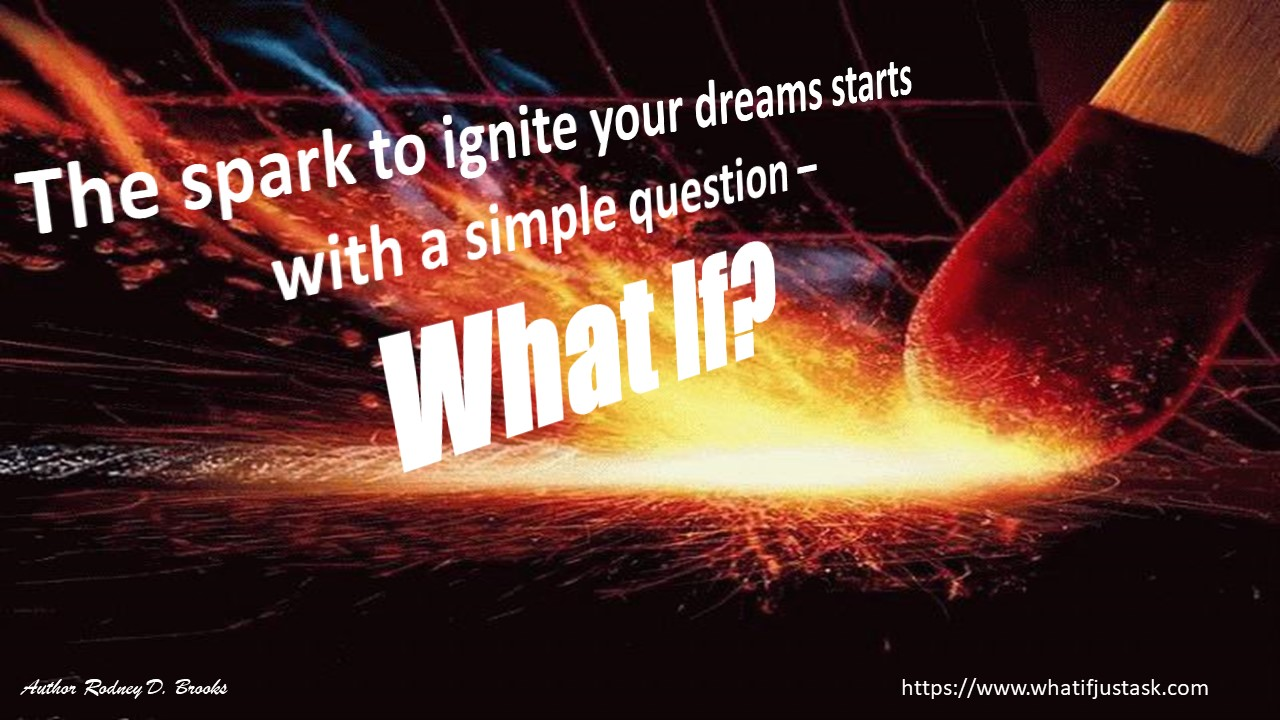 The spark to ignite your dreams starts
with a simple question –
What If?
Author Rodney D. Brooks
https://www.whatifjustask.com